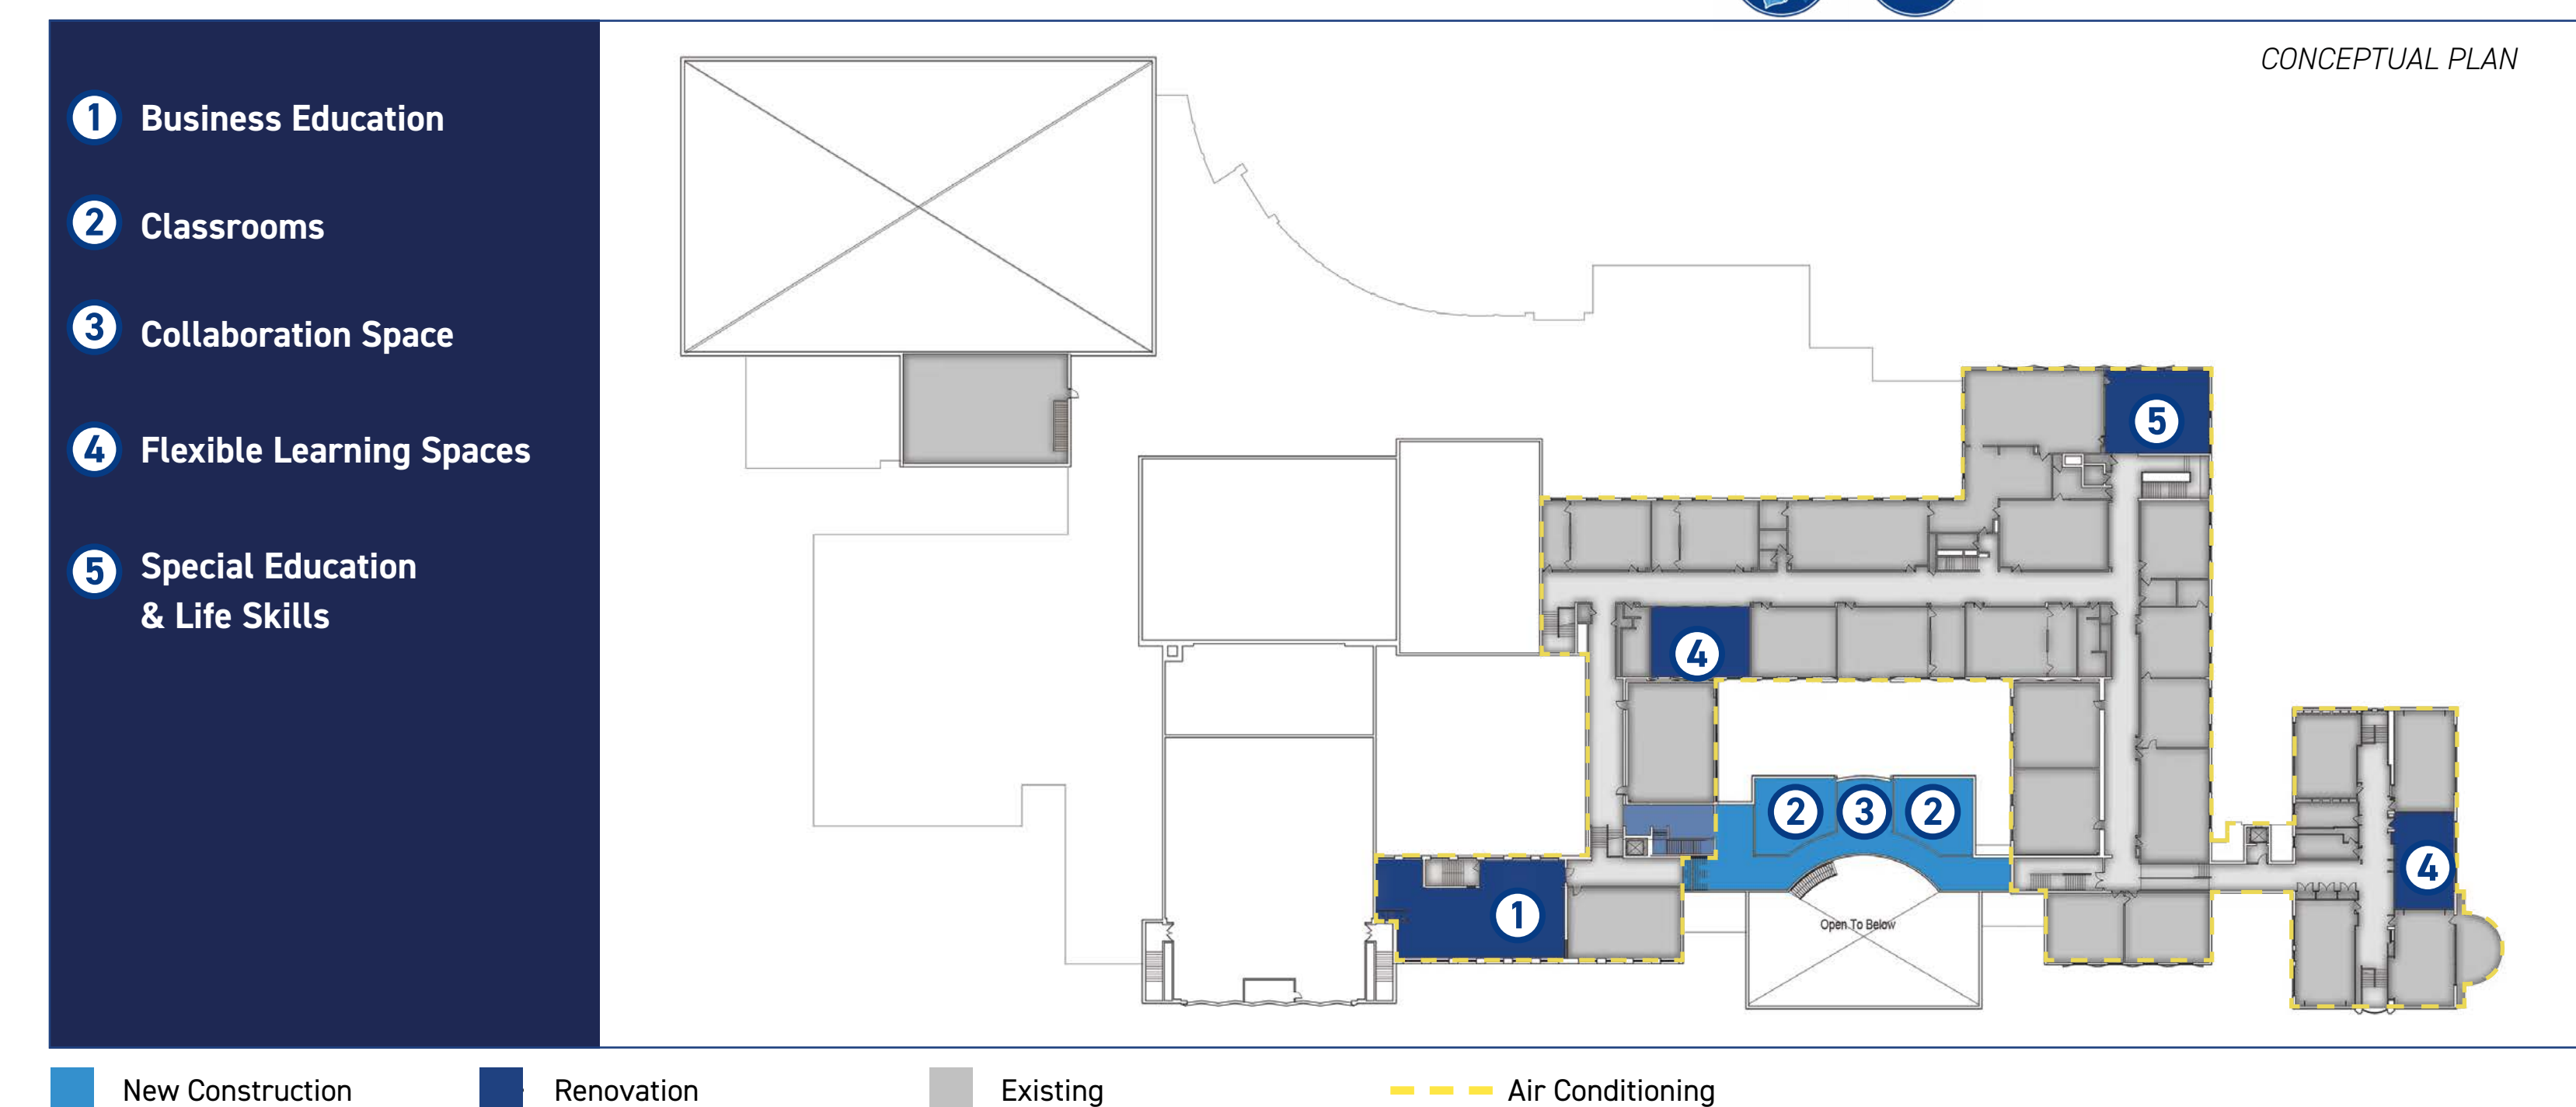 CONCEPTUAL PLAN
1 Business Education
2 Classrooms
3 Collaboration Space
4 Flexible Learning Spaces
5 Special Education
& Life Skills
5
4
2 3 2
4
1
Open To Below
New Construction
Renovation
Existing
Air Conditioning